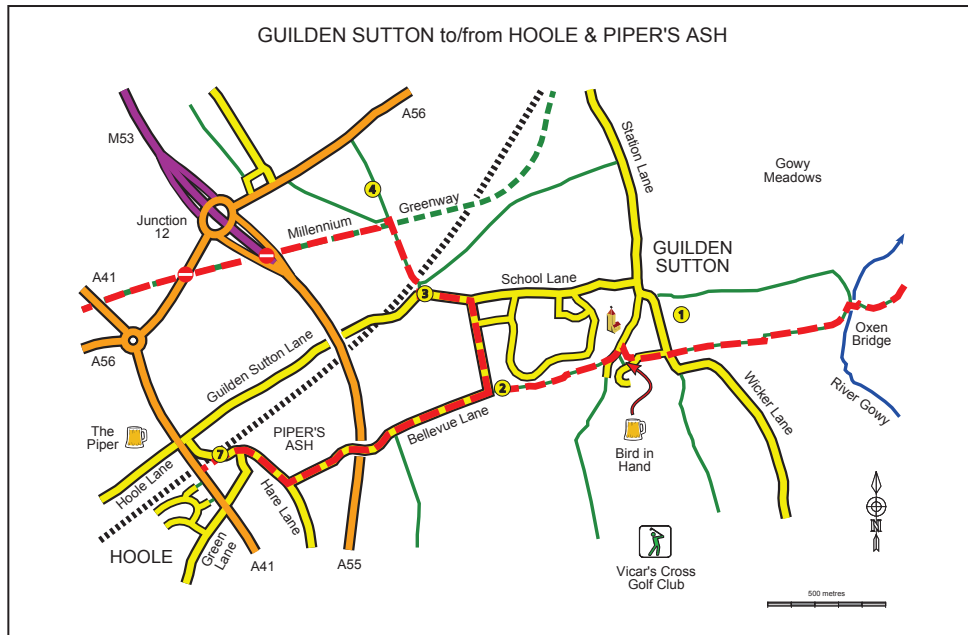 GUILDEN SUTTON to/from HOOLE & PIPER'S ASH
M53
A56
Station Lane
Gowy
Meadows
4
Greenway
Millennium
Junction
12
A41
GUILDEN
SUTTON
School Lane
3
1
Oxen
Bridge
A56
Guilden Sutton Lane
2
Wicker Lane
River Gowy
The
Piper
PIPER'S
ASH
Bellevue Lane
7
Bird in
Hand
Hoole Lane
Hare Lane
HOOLE
Green Lane
A41
A55
N
Vicar's Cross
Golf Club
500 metres